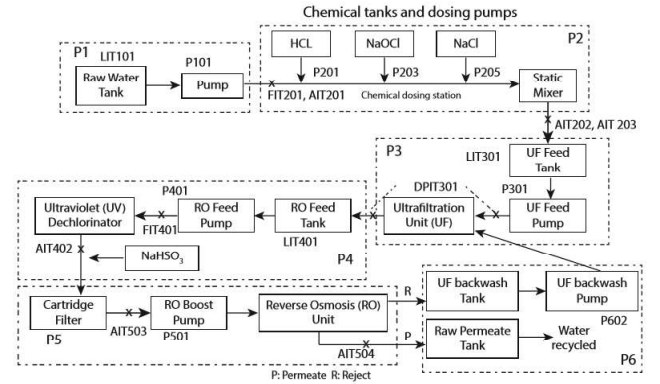 Chemical tanks and dosing pumps
P1
LIT101
Raw Water
Tank
P101
Pump
HCL
NaOCl
NaCl
P2
P201
P203
P205
FIT201, AIT201
Chemical dosing station
Static
Mixer
AIT202, AIT 203
P3
LIT301
UF Feed
Tank
P301
UF Feed
Pump
DPIT301
Ultrafiltration
Unit (UF)
P401
Ultraviolet (UV)
Dechlorinator
FIT401
RO Feed
Pump
RO Feed
Tank
LIT401
P4
AIT402
NaHSO3
Cartridge
Filter
P5
AIT503
RO Boost
Pump
P501
Reverse Osmosis (RO)
Unit
AIT504
R
P
UF backwash
Tank
UF backwash
Pump
P602
Raw Permeate
Tank
Water
recycled
P6
P: Permeate R: Reject